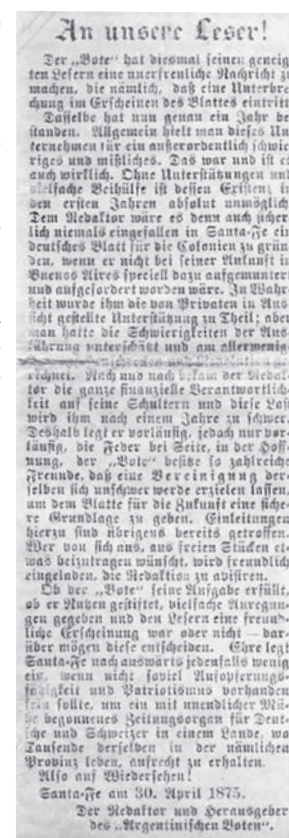 An unsere Leser!
Der „Bote" hat diesmal seinen geneig
ten Lesern eine unerfreuliche Nachricht zu
machen, die nämlich, daß eine Unterbre
chung im Erscheinen des Blattes eintritt
Dasselbe hat nun genau ein Jahr be
standen. Allgemein hielt man dieses Un
ternehmen für ein außerordentlich schwie
riges und mißliches. Das war und ist es
auch wirklich. Ohne Unterstützungen und
vielfache Beihülfe ist dessen Existenz in
den ersten Jahren absolut unmöglich
Dem Redaktor wäre es denn auch sicher
lich niemals eingefallen in Santa-Fe ein
deutsches Blatt für die Colonien zu grün
den, wenn er nicht bei seiner Ankunft in
Buenos Aires speciell dazu aufgemuntert
und aufgefordert worden wäre. In Wahr
heit wurde ihm die von Privaten in Aus
sicht gestellte Unterstützung zu Theil; aber
man hatte die Schwierigkeiten der Aus
führung unterschätzt und am allerwenig
rechnet. Nach und nach bekam der Redak
tor die ganze finanzielle Verantwortlich
keit auf seine Schultern und diese Last
wird ihm nach einem Jahre zu schwer.
Deshalb legt er vorläufig, jedoch nur vor
läufig, die Feder bei Seite, in der Hoff
nung, der „Bote" besitze so zahlreiche
Freunde, daß eine Vereinigung der
selben sich unschwer werde erzielen lassen,
um dem Blatte für die Zukunft eine siche
re Grundlage zu geben. Einleitungen
hierzu sind übrigens bereits getroffen.
Wer von sich aus, aus freien Stücken et
was beizutragen wünscht, wird freundlich
eingeladen, die Redaktion zu avisiren.
Ob der „Bote" seine Aufgabe erfüllt,
ob er Nutzen gestiftet, vielfache Anregun
gen gegeben und den Lesern eine freund
liche Erscheinung war oder nicht – dar
über mögen diese entscheiden. Ehre legt
Santa-Fe nach auswärts jedenfalls wenig
ein, wenn nicht soviel Aufopferungs
fähigkeit und Patriotismus vorhanden
sein sollte, um ein mit unendlicher Mü
he begonnenes Zeitungsorgan für Deut
sche und Schweizer in einem Lande, wo
Tausende derselben in der nämlichen
Provinz leben, aufrecht zu erhalten.
Also auf Wiedersehen!
Santa-Fe am 30. April 1875.
Der Redaktor und Herausgeber
des „Argentinischen Boten".